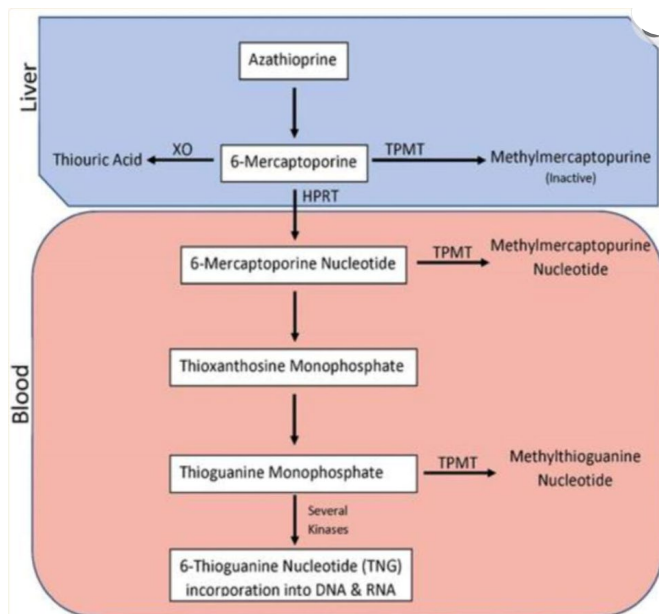 Liver
Azathioprine
Thiouric Acid
XO
6-Mercaptoporine
TPMT
Methylmercaptopurine
(Inactive)
HPRT
Blood
6-Mercaptoporine Nucleotide
TPMT
Methylmercaptopurine
Nucleotide
Thioxanthosine Monophosphate
Thioguanine Monophosphate
TPMT
Methylthioguanine
Nucleotide
Several
Kinases
6-Thioguanine Nucleotide (TNG)
incorporation into DNA & RNA